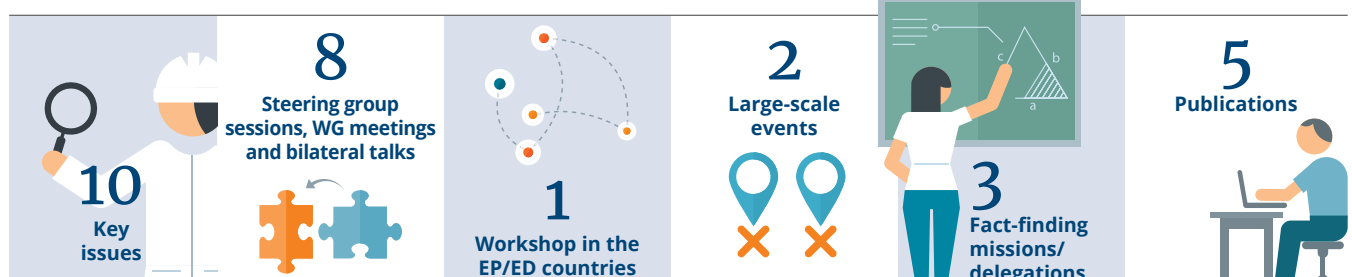 10
Key
issues
8
Steering group
sessions, WG meetings
and bilateral talks
1
Workshop in the
EP/ED countries
2
Large-scale
events
c
b
a
3
Fact-finding
missions/
delegations
5
Publications